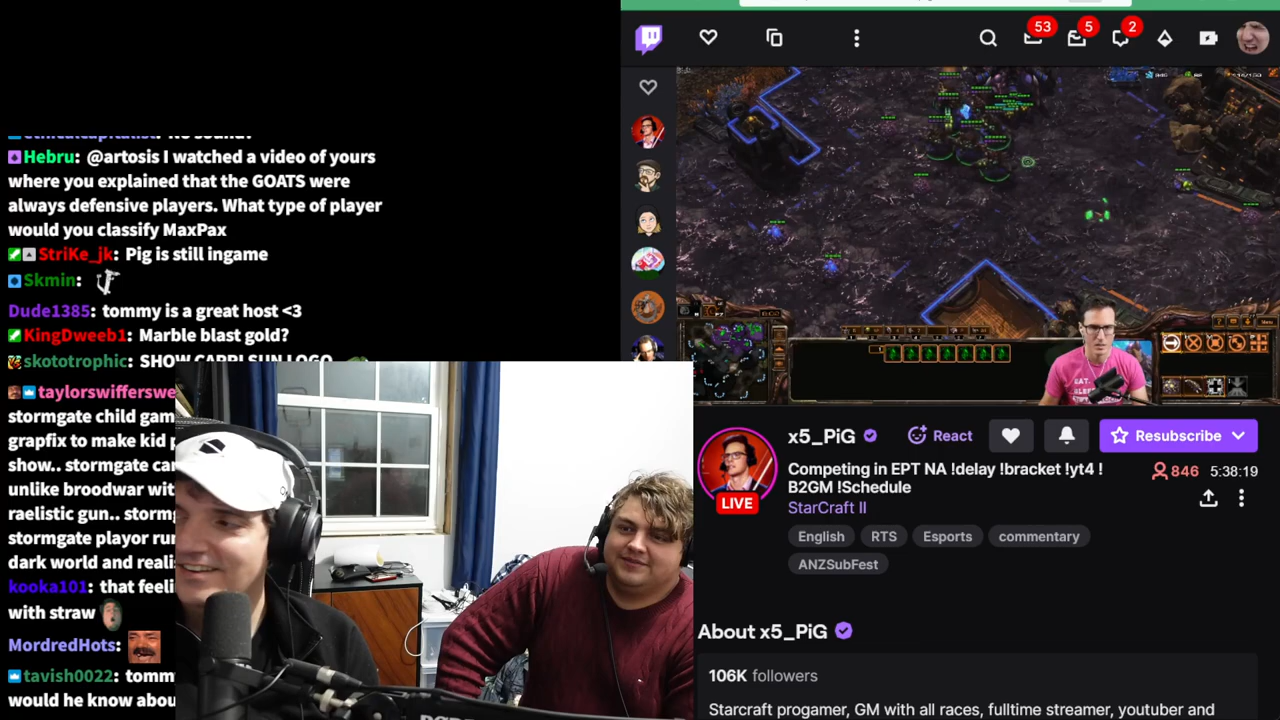 Hebru: @artosis I watched a video of yours
where you explained that the GOATS were
always defensive players. What type of player
would you classify MaxPax
StriKe_jk: Pig is still ingame
Skmin:
Dude1385: tommy is a great host <3
KingDweeb1: Marble blast gold?
skototrophic: SHOW CAPRI SUN LOGO
taylorswifferswe
stormgate child gam
grapfix to make kid
show.. stormgate
unlike broodwar wit
raelistic gun.. storm
stormgate playor run
dark world and reali
kooka101: that feeli
with straw
MordredHots:
tavish0022: tomm
would he know abou
53
5
2
EAT.
x5_PiG
React
Resubscribe
LIVE
Competing in EPT NA !delay !bracket !yt4 !
B2GM !Schedule
846
5:38:19
StarCraft II
English
RTS
Esports
commentary
ANZSubFest
About x5_PiG
106K followers
Starcraft progamer, GM with all races, fulltime streamer, youtuber and